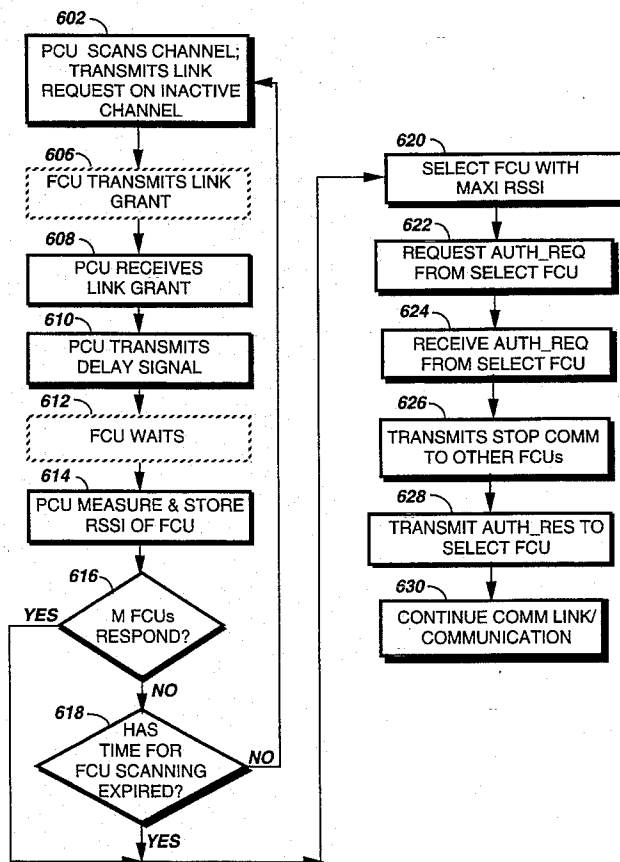 602
PCU SCANS CHANNEL;
TRANSMITS LINK
REQUEST ON INACTIVE
CHANNEL
606
FCU TRANSMITS LINK
GRANT
608
PCU RECEIVES
LINK GRANT
610
PCU TRANSMITS
DELAY SIGNAL
612
FCU WAITS
614
PCU MEASURE & STORE
RSSI OF FCU
616
YES
M FCUs
RESPOND?
NO
618
HAS
TIME FOR
FCU SCANNING
EXPIRED?
NO
YES
620
SELECT FCU WITH
MAXI RSSI
622
REQUEST AUTH_REQ
FROM SELECT FCU
624
RECEIVE AUTH_REQ
FROM SELECT FCU
626
TRANSMITS STOP COMM
TO OTHER FCUs
628
TRANSMIT AUTH_RES TO
SELECT FCU
630
CONTINUE COMM LINK/
COMMUNICATION